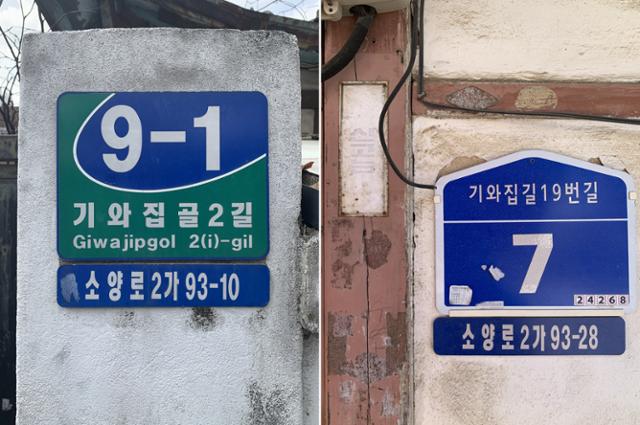 9-1
기와집골2길
Giwajipgol 2(i)-gil
소양로2가 93-10
기와집길19번길
7
24268
소양로2가 93-28